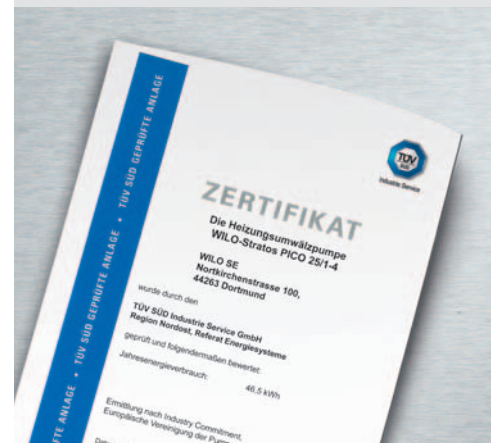 TÜV SÜD GEPRÜFTE ANLAGE • TÜV SÜD GEPRÜFTE ANLAGE •
TÜV
SÜD
Industrie Service
ZERTIFIKAT
Die Heizungsumwälzpumpe
WILO-Stratos PICO 25/1-4
WILO SE
Nortkirchenstrasse 100,
44263 Dortmund
wurde durch den
TÜV SÜD Industrie Service GmbH
Region Nordost, Referat Energiesysteme
geprüft und folgendermaßen bewertet:
Jahresenergieverbrauch: 46,5 kWh
Ermittlung nach Industry Commitment,
Europäische Vereinigung der